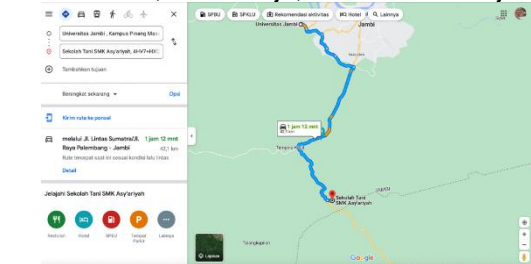 SPBU
SPKLU
Rekomendasi aktivitas
Hotel
Lainnya
Universitas Jambi , Kampus Pinang Mas
Sekolah Tani SMK Asy'ariyah,
Tambahkan tujuan
Berangkat sekarang
Opsi
Kirim rute ke ponsel
melalui Jl. Lintas Sumatra/Jl. Raya Palembang - Jambi
1 jam 12 mnt
42,1 km
Rute tercepat saat ini sesuai kondisi lalu lintas
Detail
Jelajahi Sekolah Tani SMK Asy'ariyah
Restoran
Hotel
SPBU
Tempat Parkir
Lainnya
Universitas Jambi
Jambi
1 jam 12 mnt
Sekolah Tani
SMK Asy'ariyah
Lapisan
Google